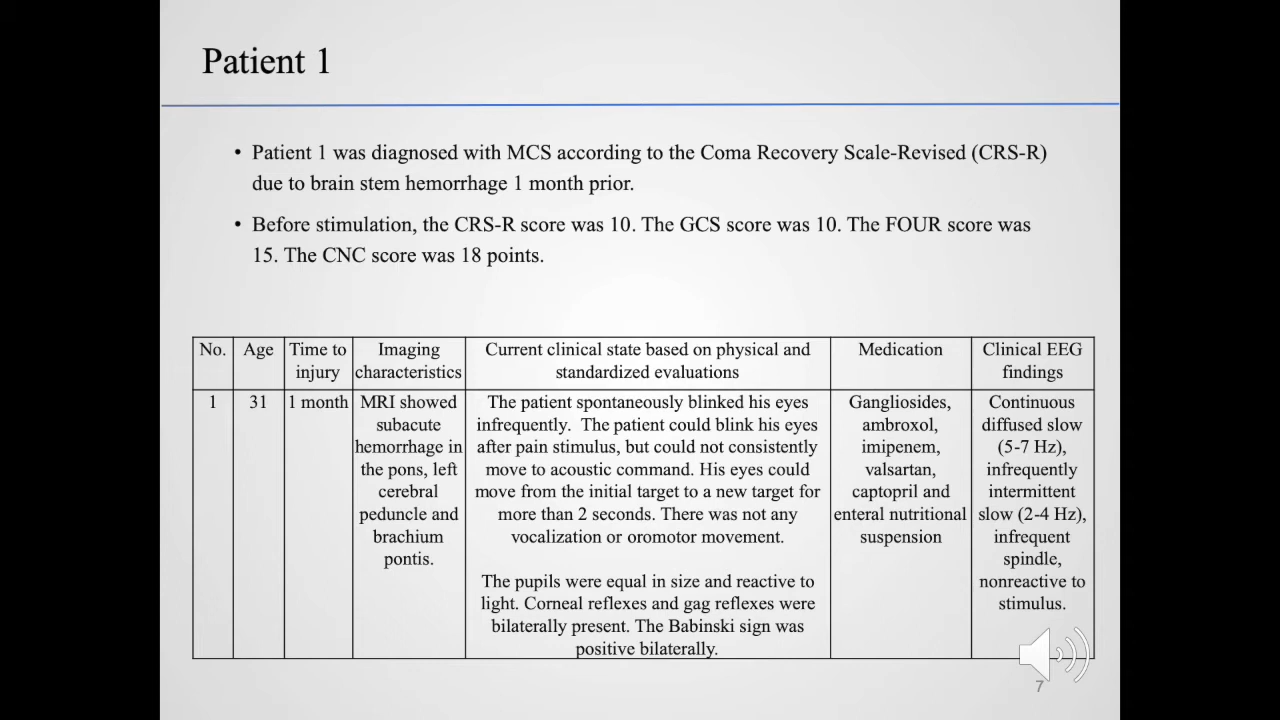 Patient 1
• Patient 1 was diagnosed with MCS according to the Coma Recovery Scale-Revised (CRS-R)
due to brain stem hemorrhage 1 month prior.
• Before stimulation, the CRS-R score was 10. The GCS score was 10. The FOUR score was
15. The CNC score was 18 points.
No.
Age
Time to
injury
Imaging
characteristics
Current clinical state based on physical and
standardized evaluations
Medication
Clinical EEG
findings
1
31
1 month
MRI showed
subacute
hemorrhage in
the pons, left
cerebral
peduncle and
brachium
pontis.
The patient spontaneously blinked his eyes
infrequently. The patient could blink his eyes
after pain stimulus, but could not consistently
move to acoustic command. His eyes could
move from the initial target to a new target for
more than 2 seconds. There was not any
vocalization or oromotor movement.
The pupils were equal in size and reactive to
light. Corneal reflexes and gag reflexes were
bilaterally present. The Babinski sign was
positive bilaterally.
Gangliosides,
ambroxol,
imipenem,
valsartan,
captopril and
enteral nutritional
suspension
Continuous
diffused slow
(5-7 Hz),
infrequently
intermittent
slow (2-4 Hz),
infrequent
spindle,
nonreactive to
stimulus.
7